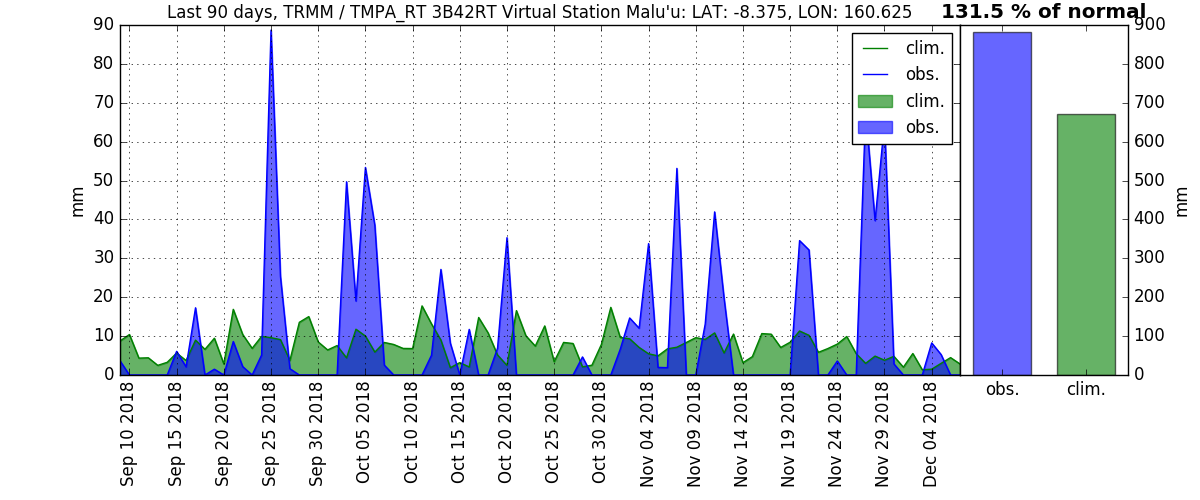 Last 90 days, TRMM / TMPA_RT 3B42RT Virtual Station Malu'u: LAT: -8.375, LON: 160.625
131.5 % of normal
90
80
70
60
50
40
30
20
10
0
mm
clim.
obs.
clim.
obs.
900
800
700
600
500
400
300
200
100
0
mm
Sep 10 2018
Sep 15 2018
Sep 20 2018
Sep 25 2018
Sep 30 2018
Oct 05 2018
Oct 10 2018
Oct 15 2018
Oct 20 2018
Oct 25 2018
Oct 30 2018
Nov 04 2018
Nov 09 2018
Nov 14 2018
Nov 19 2018
Nov 24 2018
Nov 29 2018
Dec 04 2018
obs.
clim.